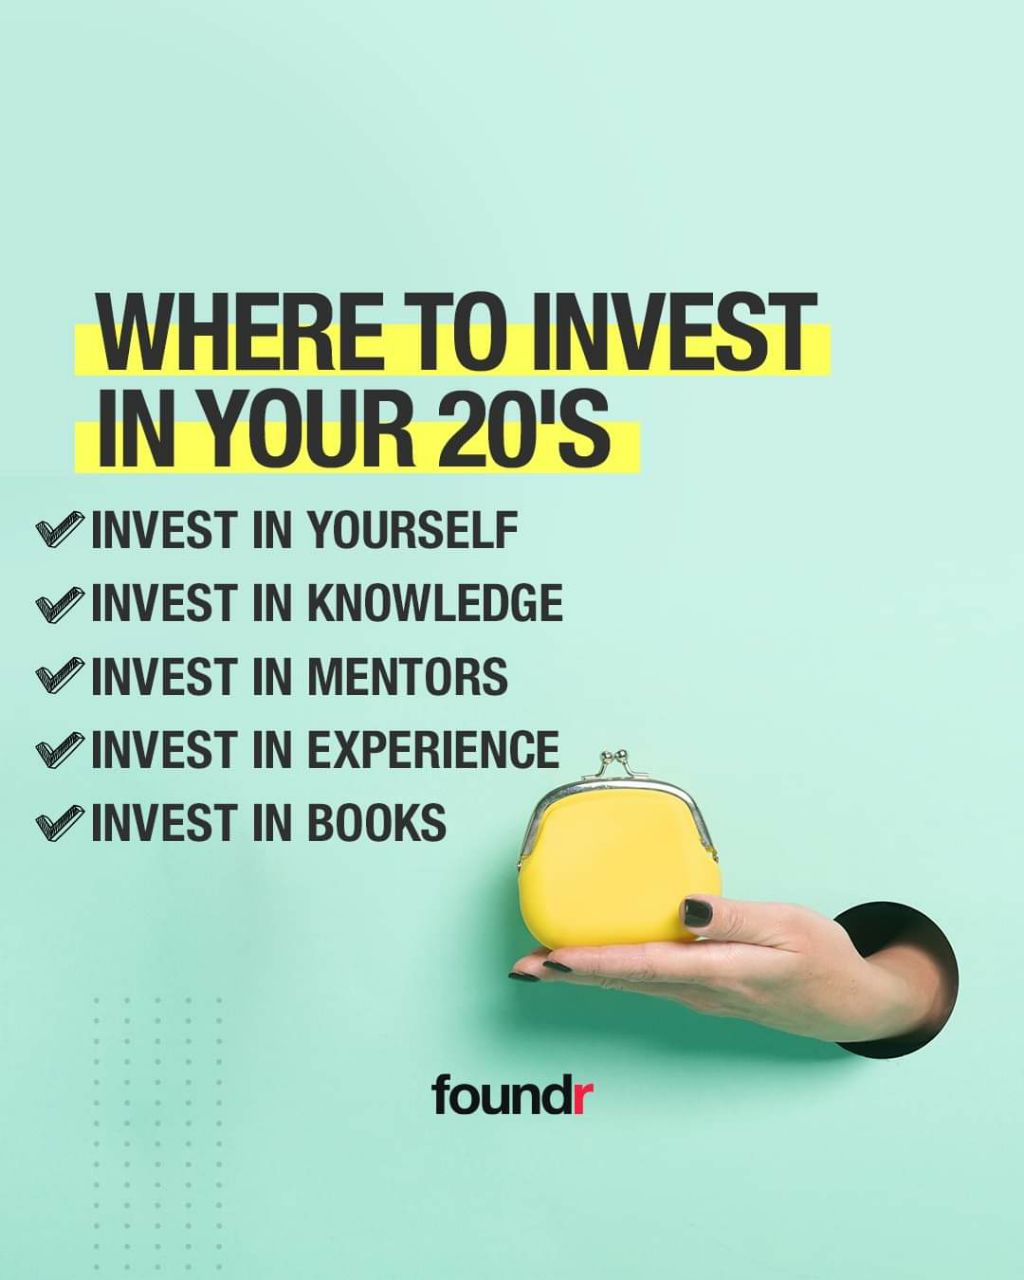 WHERE TO INVEST
IN YOUR 20'S
INVEST IN YOURSELF
INVEST IN KNOWLEDGE
INVEST IN MENTORS
INVEST IN EXPERIENCE
INVEST IN BOOKS
foundr